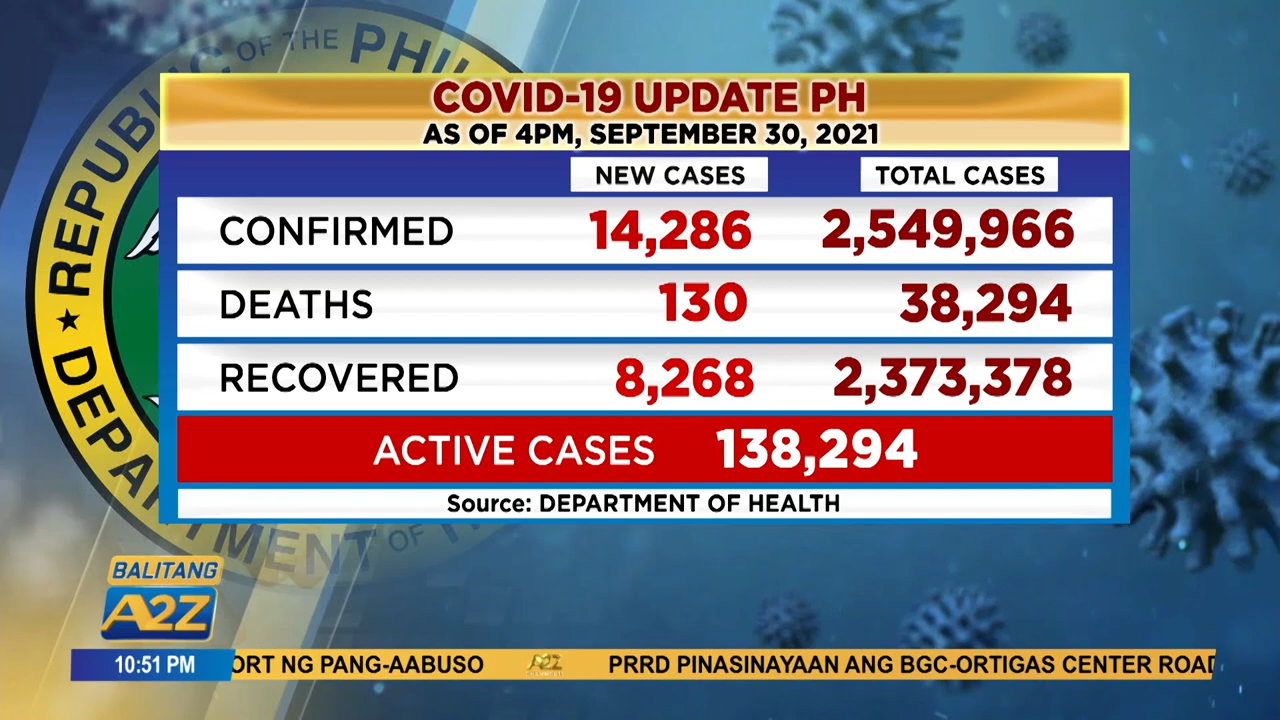 REPUBLIC OF THE PHIL
DEPARTMENT OF
COVID-19 UPDATE PH
AS OF 4PM, SEPTEMBER 30, 2021
NEW CASES TOTAL CASES
CONFIRMED 14,286 2,549,966
DEATHS 130 38,294
RECOVERED 8,268 2,373,378
ACTIVE CASES 138,294
Source: DEPARTMENT OF HEALTH
BALITANG
A2Z
10:51 PM ORT NG PANG-AABUSO A2Z PRRD PINASINAYAAN ANG BGC-ORTIGAS CENTER ROAD